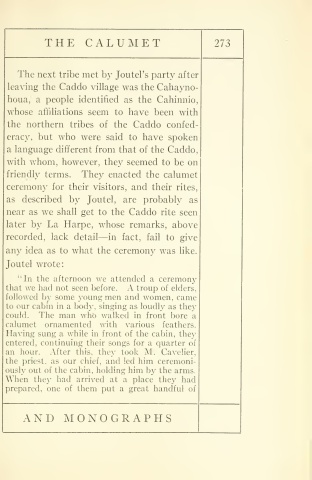 THE CALUMET 273
The next tribe met by Joutel's party after
leaving the Caddo village was the Cahayno-
houa, a people identified as the Cahinnio,
whose affiliations seem to have been with
the northern tribes of the Caddo confed-
eracy, but who were said to have spoken
a language different from that of the Caddo,
with whom, however, they seemed to be on
friendly terms. They enacted the calumet
ceremony for their visitors, and their rites,
as described by Joutel, are probably as
near as we shall get to the Caddo rite seen
later by La Harpe, whose remarks, above
recorded, lack detail—in fact, fail to give
any idea as to what the ceremony was like.
Joutel wrote:
"In the afternoon we attended a ceremony
that we had not seen before. A troup of elders,
followed by some young men and women, came
to our cabin in a body, singing as loudly as they
could. The man who walked in front bore a
calumet ornamented with various feathers.
Having sung a while in front of the cabin, they
entered, continuing their songs for a quarter of
an hour. After this, they took M. Cavelier,
the priest, as our chief, and led him ceremoni-
ously out of the cabin, holding him by the arms.
When they had arrived at a place they had
prepared, one of them put a great handful of
AND MONOGRAPHS